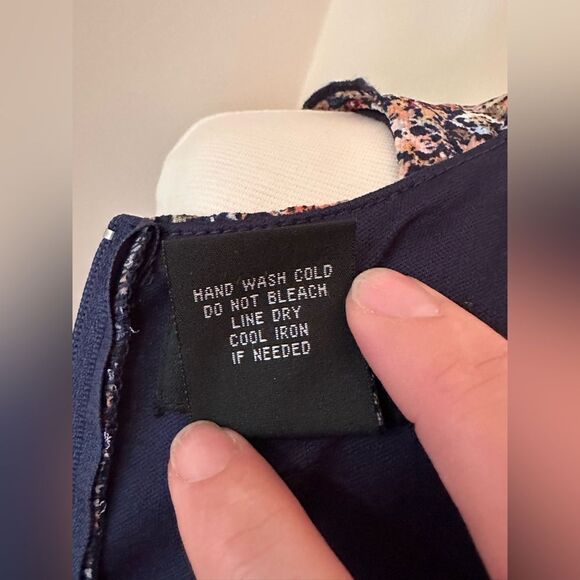 HAND WASH COLD
DO NOT BLEACH
LINE DRY
COOL IRON
IF NEEDED